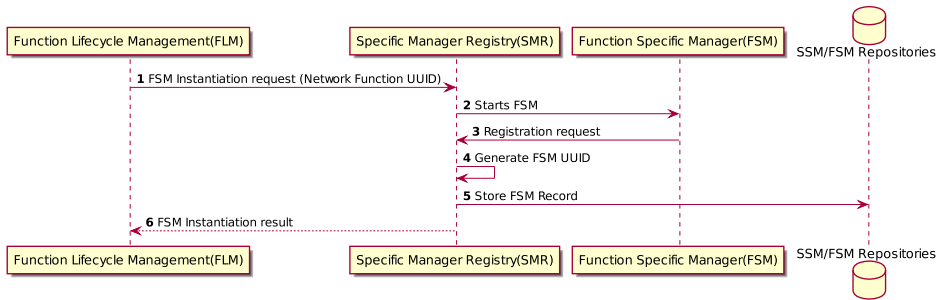 SSM/FSM Repositories
Function Lifecycle Management(FLM)
Specific Manager Registry(SMR)
Function Specific Manager(FSM)
1 FSM Instantiation request (Network Function UUID)
2 Starts FSM
3 Registration request
4 Generate FSM UUID
5 Store FSM Record
6 FSM Instantiation result
Function Lifecycle Management(FLM)
Specific Manager Registry(SMR)
Function Specific Manager(FSM)
SSM/FSM Repositories